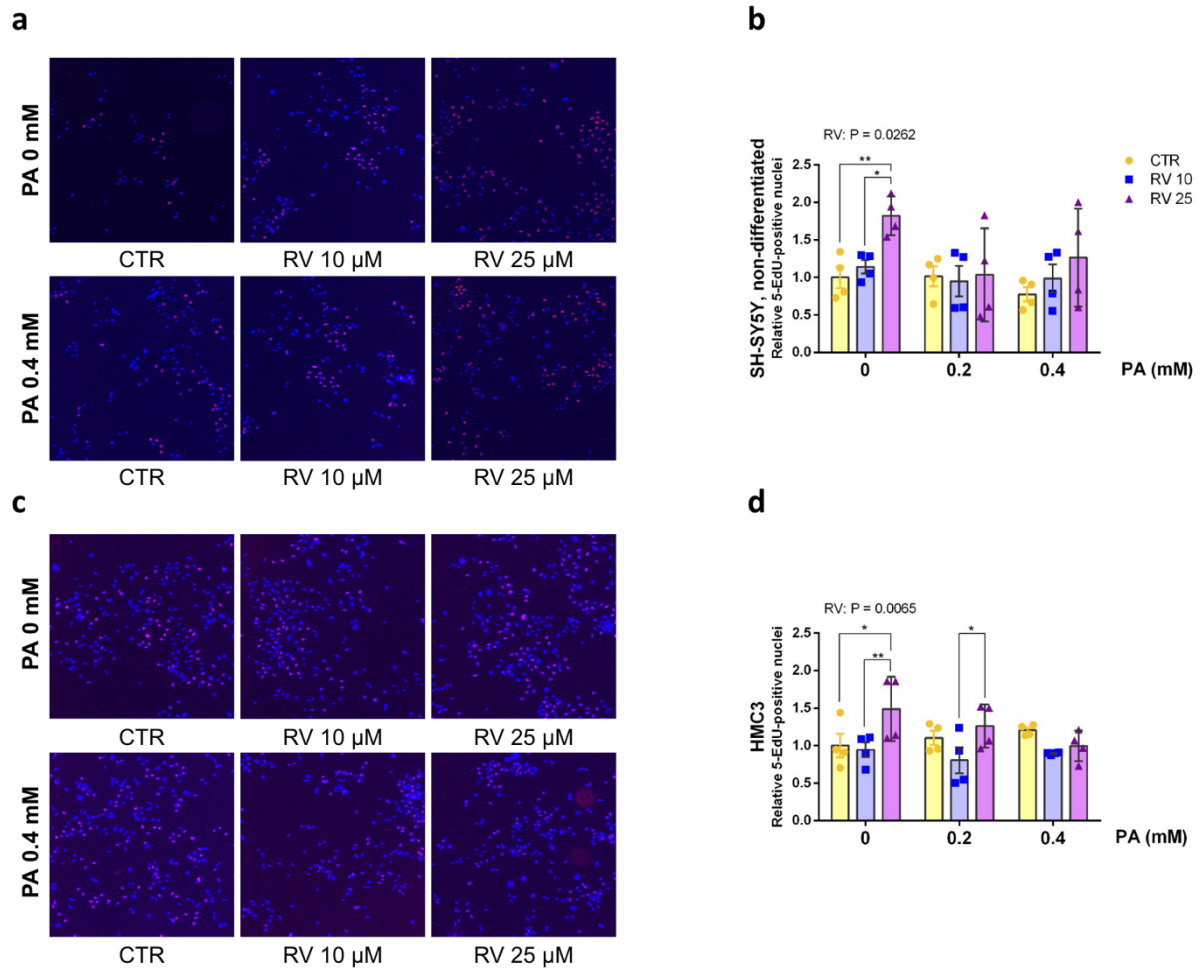 a
PA 0 mM
CTR
RV 10 µM
RV 25 µM
PA 0.4 mM
CTR
RV 10 µM
RV 25 µM
b
RV: P = 0.0262
SH-SY5Y, non-differentiated
Relative 5-EdU-positive nuclei
2.5
2.0
1.5
1.0
0.5
0.0
**
*
0
0.2
0.4
PA (mM)
CTR
RV 10
RV 25
c
PA 0 mM
CTR
RV 10 µM
RV 25 µM
PA 0.4 mM
CTR
RV 10 µM
RV 25 µM
d
RV: P = 0.0065
HMC3
Relative 5-EdU-positive nuclei
2.5
2.0
1.5
1.0
0.5
0.0
*
**
*
0
0.2
0.4
PA (mM)